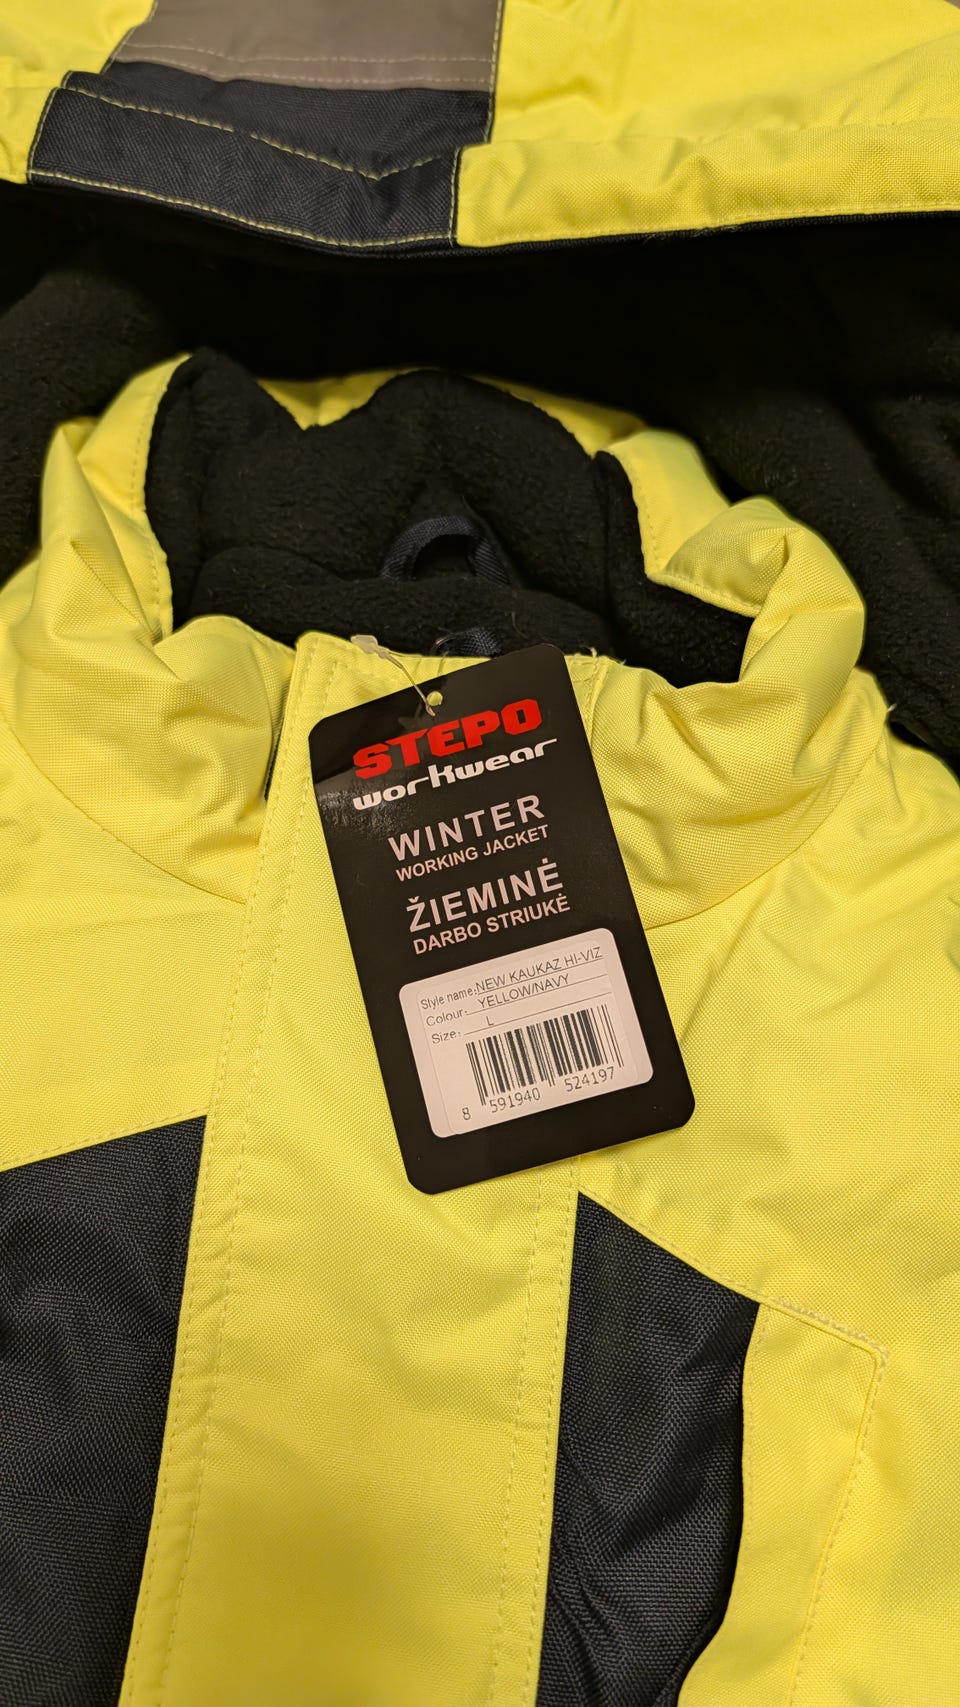 STEPO
workwear
WINTER
WORKING JACKET
ŽIEMINĖ
DARBO STRIUKĖ
Style name: NEW KAUKAZ HI-VIZ
Colour: YELLOW/NAVY
Size: L
8 591940 524197